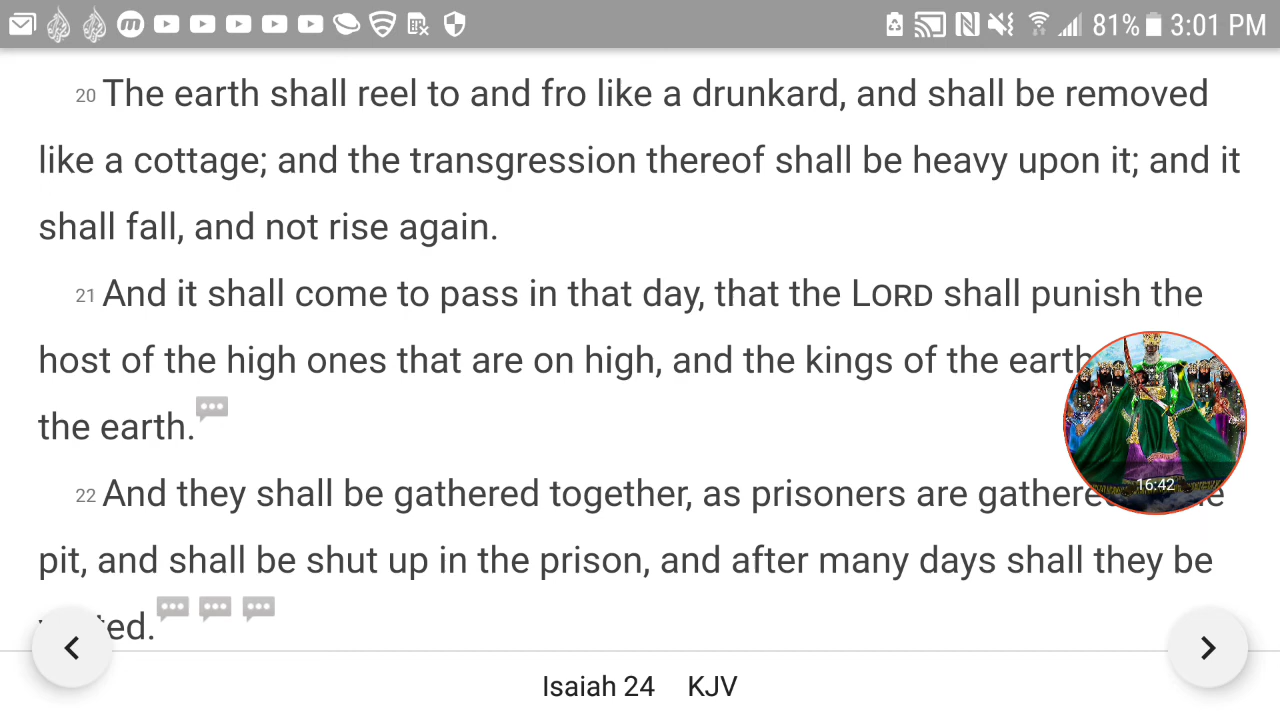 81% 3:01 PM
20 The earth shall reel to and fro like a drunkard, and shall be removed
like a cottage; and the transgression thereof shall be heavy upon it; and it
shall fall, and not rise again.
21 And it shall come to pass in that day, that the LORD shall punish the
host of the high ones that are on high, and the kings of the earth
the earth.
16:42
22 And they shall be gathered together, as prisoners are
pit, and shall be shut up in the prison, and after many days shall they be
Isaiah 24 KJV